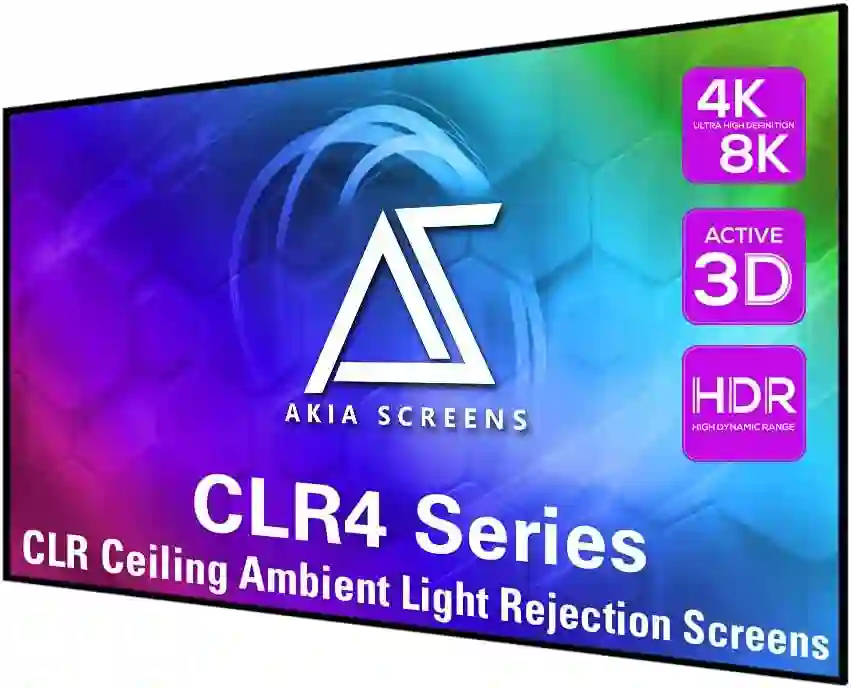 4K
ULTRA HIGH DEFINITION
8K
ACTIVE
3D
HDR
HIGH DYNAMIC RANGE
AKIA SCREENS
CLR4 Series
CLR Ceiling Ambient Light Rejection Screens